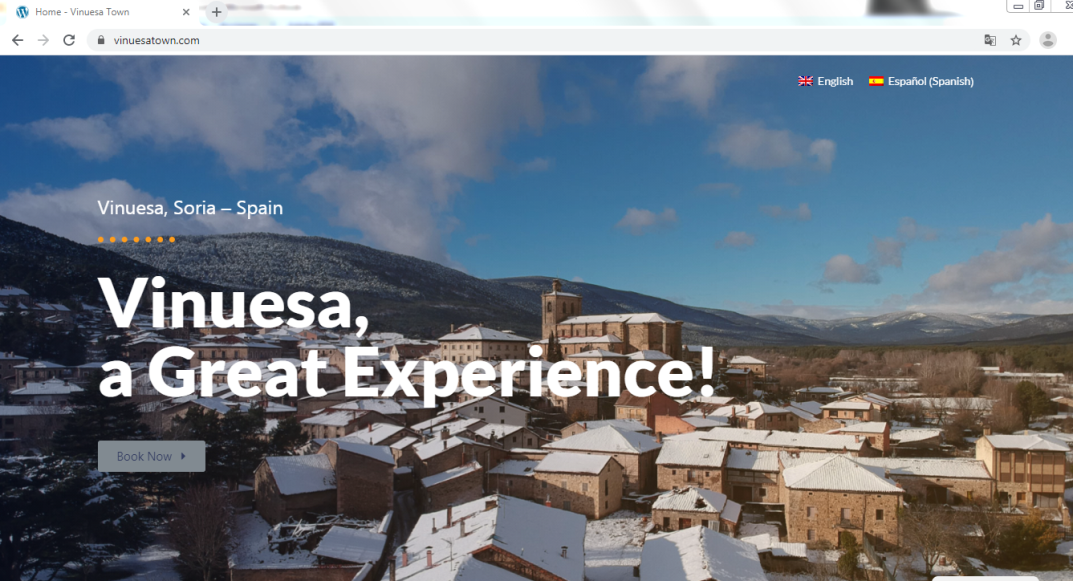 Home - Vinuesa Town
vinuesatown.com
English
Español (Spanish)
Vinuesa, Soria – Spain
Vinuesa,
a Great Experience!
Book Now